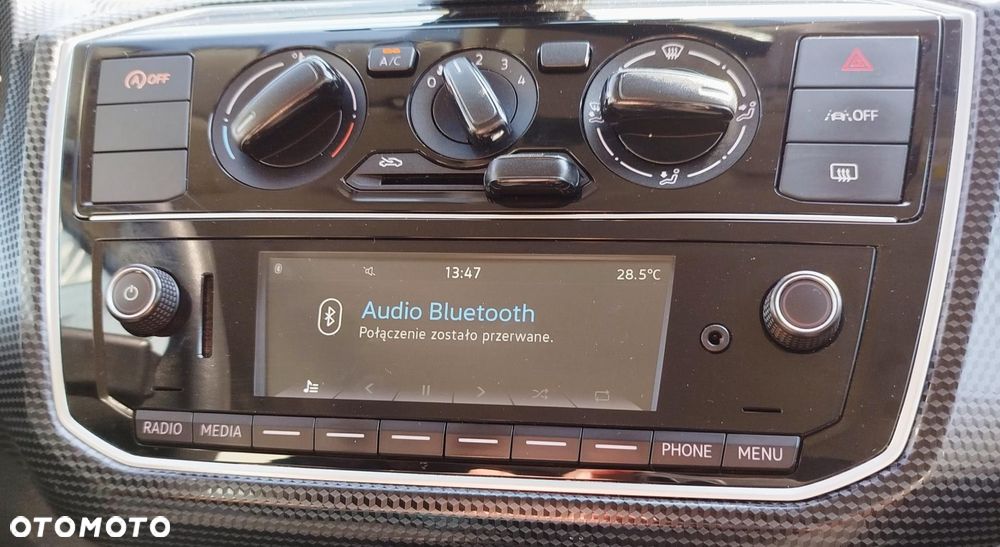 OFF
A/C
0 1 2 3 4
OFF
13:47 28.5°C
Audio Bluetooth
Połączenie zostało przerwane.
RADIO MEDIA PHONE MENU
OTOMOTO